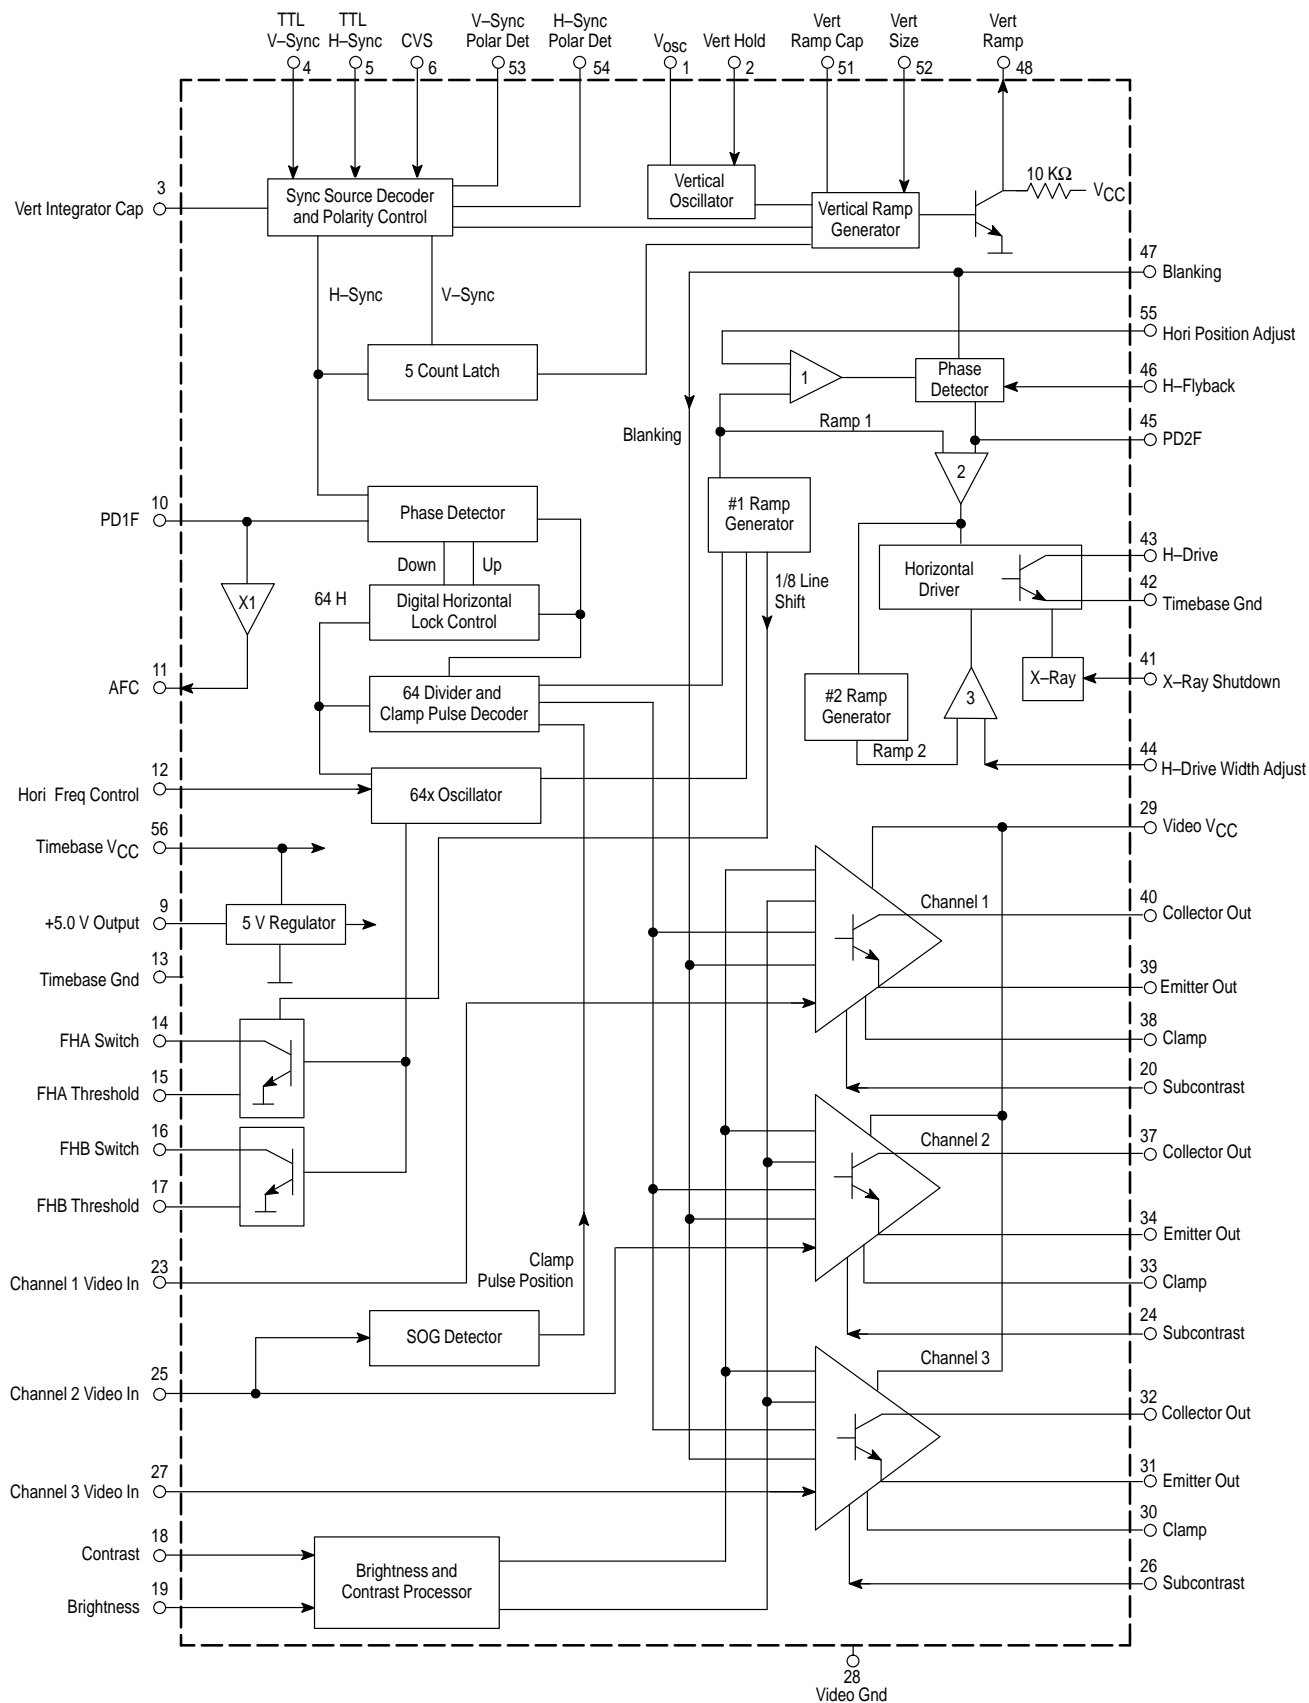 TTL
V–Sync
4
TTL
H–Sync
5
CVS
6
V–Sync
Polar Det
53
H–Sync
Polar Det
54
Vosc
1
Vert Hold
2
Vert
Ramp Cap
51
Vert
Size
52
Vert
Ramp
48
3
Vert Integrator Cap
Sync Source Decoder
and Polarity Control
Vertical
Oscillator
Vertical Ramp
Generator
10 KΩ
VCC
47
Blanking
H–Sync
V–Sync
55
Hori Position Adjust
5 Count Latch
1
Phase
Detector
46
H–Flyback
Blanking
Ramp 1
45
PD2F
2
10
PD1F
Phase Detector
#1 Ramp
Generator
Down
Up
43
H–Drive
Horizontal
Driver
42
Timebase Gnd
X1
64 H
Digital Horizontal
Lock Control
1/8 Line
Shift
11
AFC
64 Divider and
Clamp Pulse Decoder
#2 Ramp
Generator
3
X–Ray
41
X–Ray Shutdown
Ramp 2
44
H–Drive Width Adjust
12
Hori Freq Control
64x Oscillator
29
Video VCC
56
Timebase VCC
9
+5.0 V Output
5 V Regulator
Channel 1
40
Collector Out
13
Timebase Gnd
39
Emitter Out
14
FHA Switch
38
Clamp
15
FHA Threshold
20
Subcontrast
16
FHB Switch
Channel 2
37
Collector Out
17
FHB Threshold
34
Emitter Out
23
Channel 1 Video In
Clamp
Pulse Position
33
Clamp
SOG Detector
24
Subcontrast
25
Channel 2 Video In
Channel 3
32
Collector Out
27
Channel 3 Video In
31
Emitter Out
30
Clamp
18
Contrast
Brightness and
Contrast Processor
26
Subcontrast
19
Brightness
28
Video Gnd